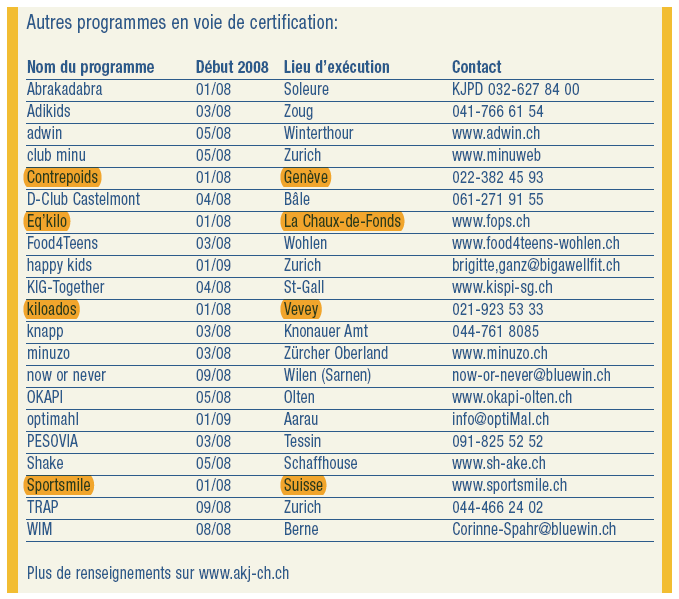 Autres programmes en voie de certification:
Nom du programme Début 2008 Lieu d'exécution Contact
Abrakadabra 01/08 Soleure KJPD 032-627 84 00
Adikids 03/08 Zoug 041-766 61 54
adwin 05/08 Winterthour www.adwin.ch
club minu 05/08 Zurich www.minuweb
Contrepoids 01/08 Genève 022-382 45 93
D-Club Castelmont 04/08 Bâle 061-271 91 55
Eq'kilo 01/08 La Chaux-de-Fonds www.fops.ch
Food4Teens 03/08 Wohlen www.food4teens-wohlen.ch
happy kids 01/09 Zurich brigitte,ganz@bigawellfit.ch
KIG-Together 04/08 St-Gall www.kispi-sg.ch
kiloados 01/08 Vevey 021-923 53 33
knapp 03/08 Knonauer Amt 044-761 8085
minuzo 03/08 Zürcher Oberland www.minuzo.ch
now or never 09/08 Wilen (Sarnen) now-or-never@bluewin.ch
OKAPI 05/08 Olten www.okapi-olten.ch
optimahl 01/09 Aarau info@optiMal.ch
PESOVIA 03/08 Tessin 091-825 52 52
Shake 05/08 Schaffhouse www.sh-ake.ch
Sportsmile 01/08 Suisse www.sportsmile.ch
TRAP 09/08 Zurich 044-466 24 02
WIM 08/08 Berne Corinne-Spahr@bluewin.ch
Plus de renseignements sur www.akj-ch.ch